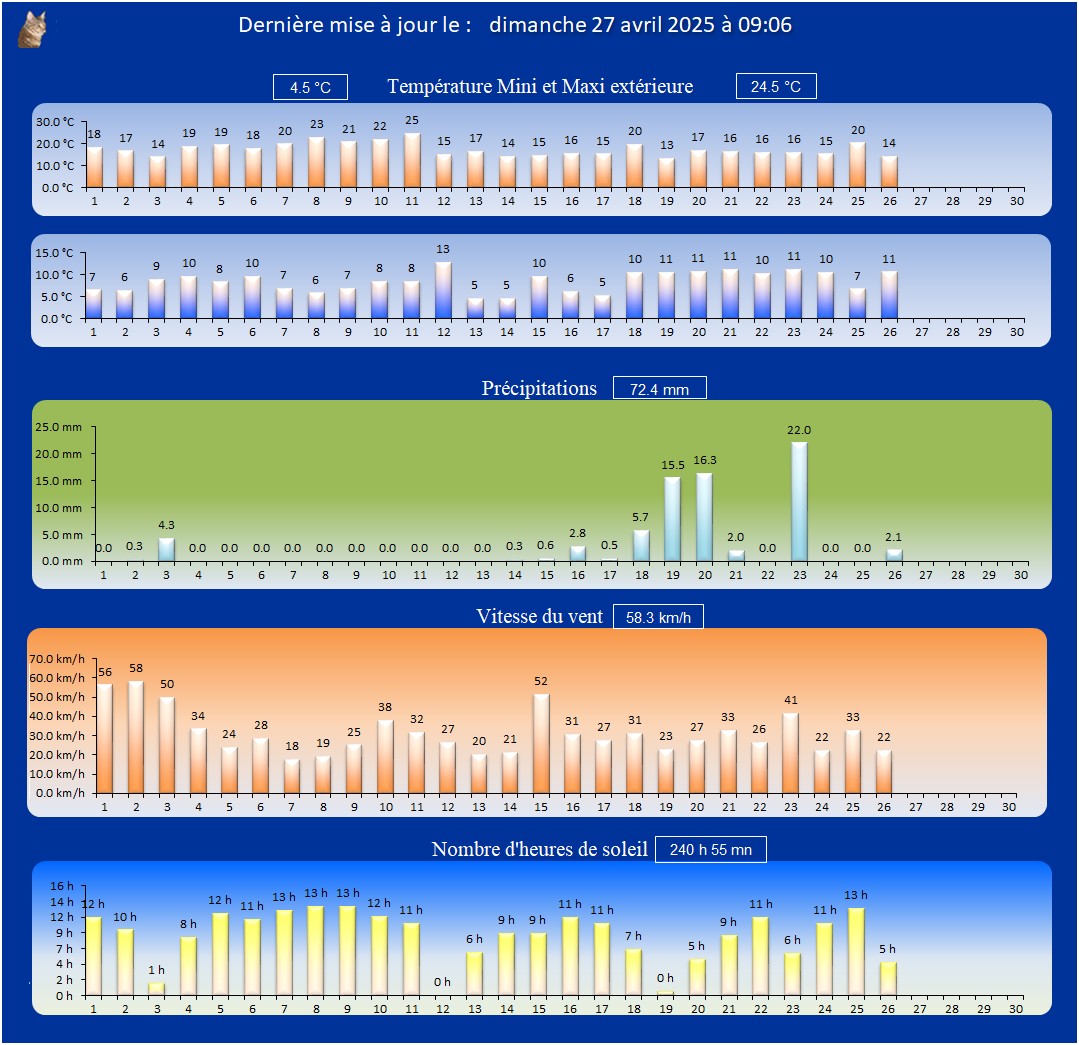 Dernière mise à jour le : dimanche 27 avril 2025 à 09:06
4.5 °C Température Mini et Maxi extérieure 24.5 °C
30.0 °C
20.0 °C
10.0 °C
0.0 °C
18 17 14 19 19 18 20 23 21 22 25 15 17 14 15 16 15 20 13 17 16 16 16 15 20 14
1 2 3 4 5 6 7 8 9 10 11 12 13 14 15 16 17 18 19 20 21 22 23 24 25 26 27 28 29 30
15.0 °C
10.0 °C
5.0 °C
0.0 °C
7 6 9 10 8 10 7 6 7 8 8 13 5 5 10 6 5 10 11 11 11 10 11 10 7 11
1 2 3 4 5 6 7 8 9 10 11 12 13 14 15 16 17 18 19 20 21 22 23 24 25 26 27 28 29 30
Précipitations 72.4 mm
25.0 mm
20.0 mm
15.0 mm
10.0 mm
5.0 mm
0.0 mm
0.0 0.3 4.3 0.0 0.0 0.0 0.0 0.0 0.0 0.0 0.0 0.0 0.0 0.3 0.6 2.8 0.5 5.7 15.5 16.3 2.0 0.0 22.0 0.0 0.0 2.1
1 2 3 4 5 6 7 8 9 10 11 12 13 14 15 16 17 18 19 20 21 22 23 24 25 26 27 28 29 30
Vitesse du vent 58.3 km/h
70.0 km/h
60.0 km/h
50.0 km/h
40.0 km/h
30.0 km/h
20.0 km/h
10.0 km/h
0.0 km/h
56 58 50 34 24 28 18 19 25 38 32 27 20 21 52 31 27 31 23 27 33 26 41 22 33 22
1 2 3 4 5 6 7 8 9 10 11 12 13 14 15 16 17 18 19 20 21 22 23 24 25 26 27 28 29 30
Nombre d'heures de soleil 240 h 55 mn
16 h
14 h
12 h
9 h
7 h
4 h
2 h
0 h
12 h 10 h 1 h 8 h 12 h 11 h 13 h 13 h 13 h 12 h 11 h 0 h 6 h 9 h 9 h 11 h 11 h 7 h 0 h 5 h 9 h 11 h 6 h 11 h 13 h 5 h
1 2 3 4 5 6 7 8 9 10 11 12 13 14 15 16 17 18 19 20 21 22 23 24 25 26 27 28 29 30